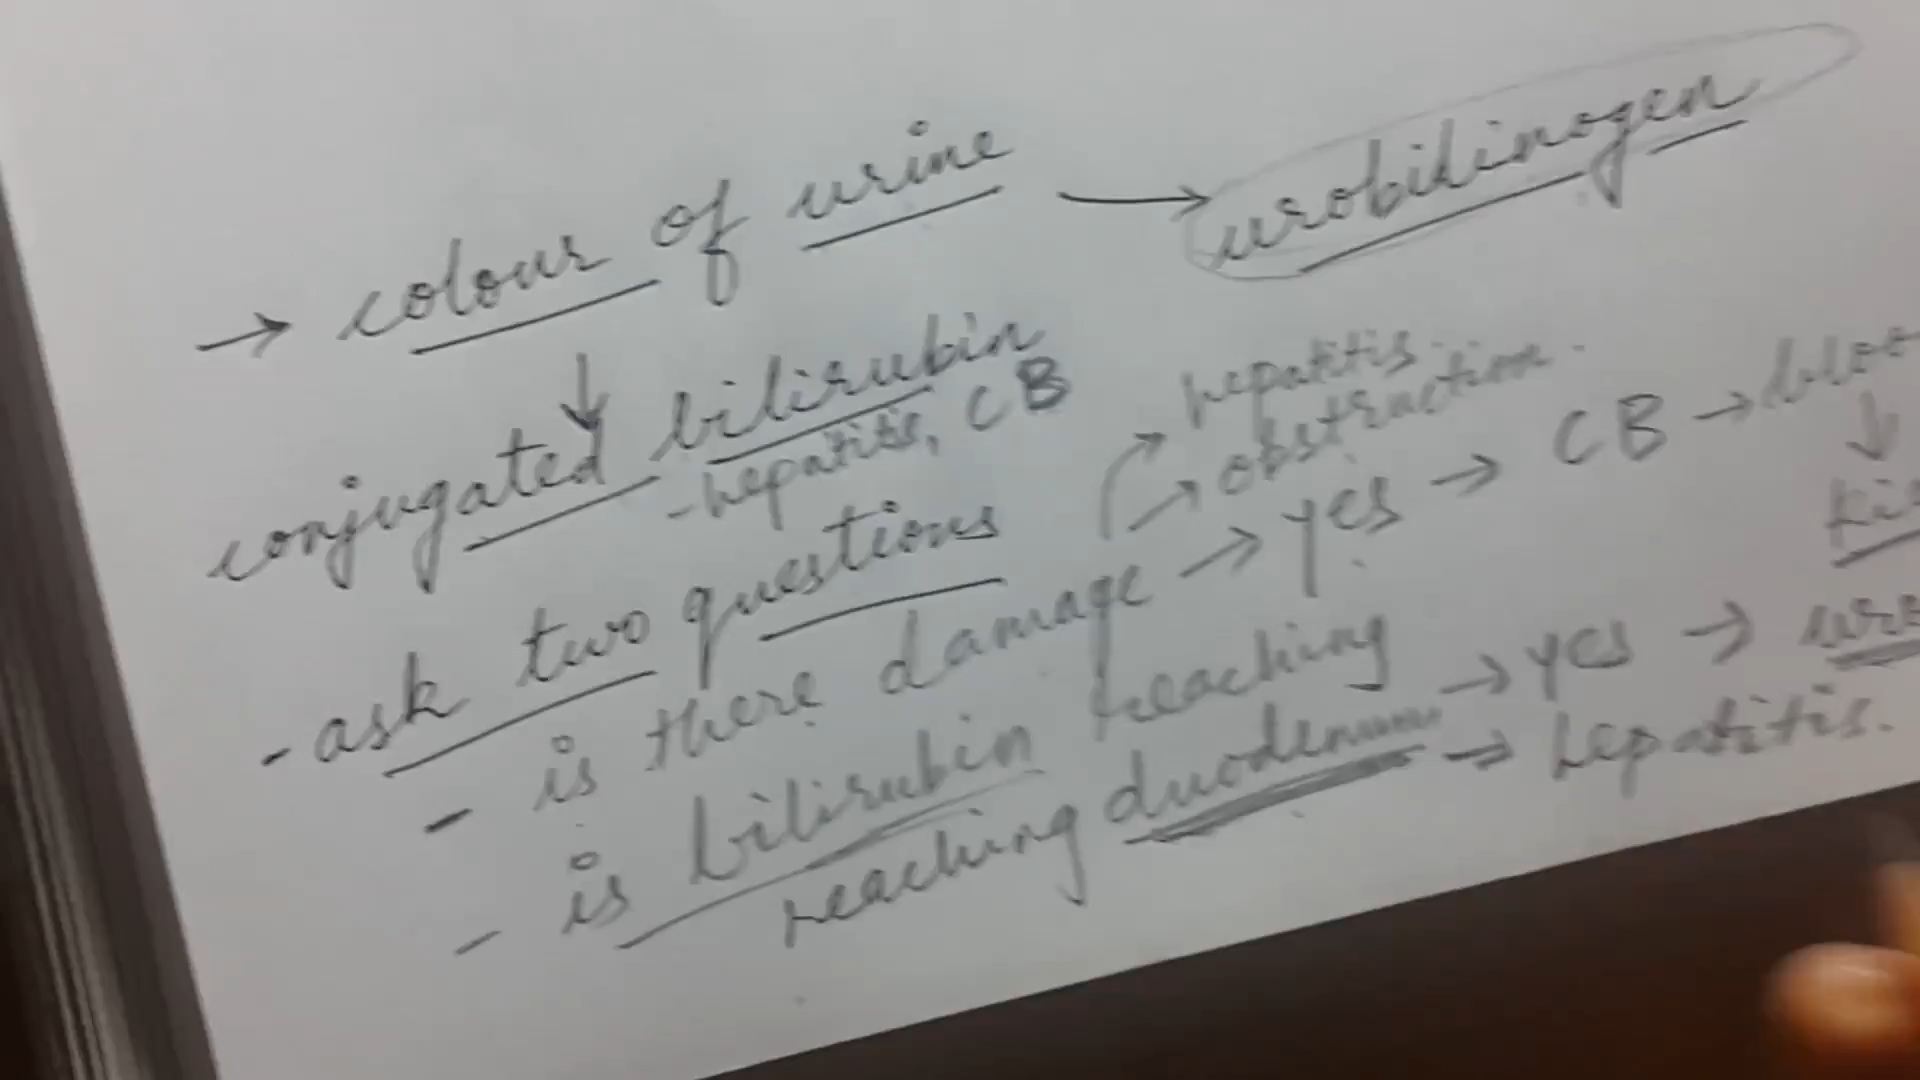 → colour of urine → urobilinogen
↓
conjugated bilirubin
- hepatitis, CB
- ask two questions
→ hepatitis.
→ obstruction.
- is there damage → yes → CB →
↓
- is bilirubin reaching → yes →
reaching duodenum → hepatitis.